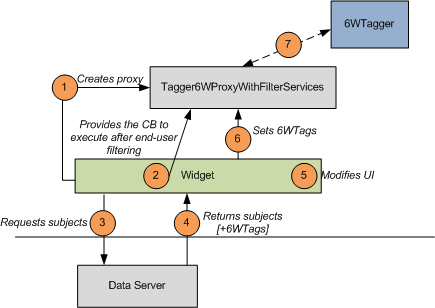 6WTagger
7
1
Creates proxy
Tagger6WProxyWithFilterServices
Provides the CB to
execute after end-user
filtering
6
Sets 6WTags
2
Widget
5
Modifies UI
Requests subjects
3
4
Returns subjects
[+6WTags]
Data Server